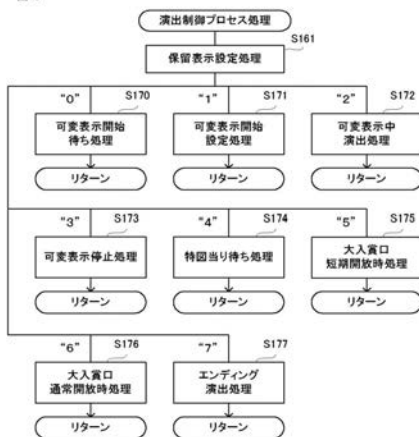 演出制御プロセス処理
S161
保留表示設定処理
“0”
S170
可変表示開始
待ち処理
リターン
“1”
S171
可変表示開始
設定処理
リターン
“2”
S172
可変表示中
演出処理
リターン
“3”
S173
可変表示停止処理
リターン
“4”
S174
特図当り待ち処理
リターン
“5”
S175
大入賞口
短期開放時処理
リターン
“6”
S176
大入賞口
通常開放時処理
リターン
“7”
S177
エンディング
演出処理
リターン